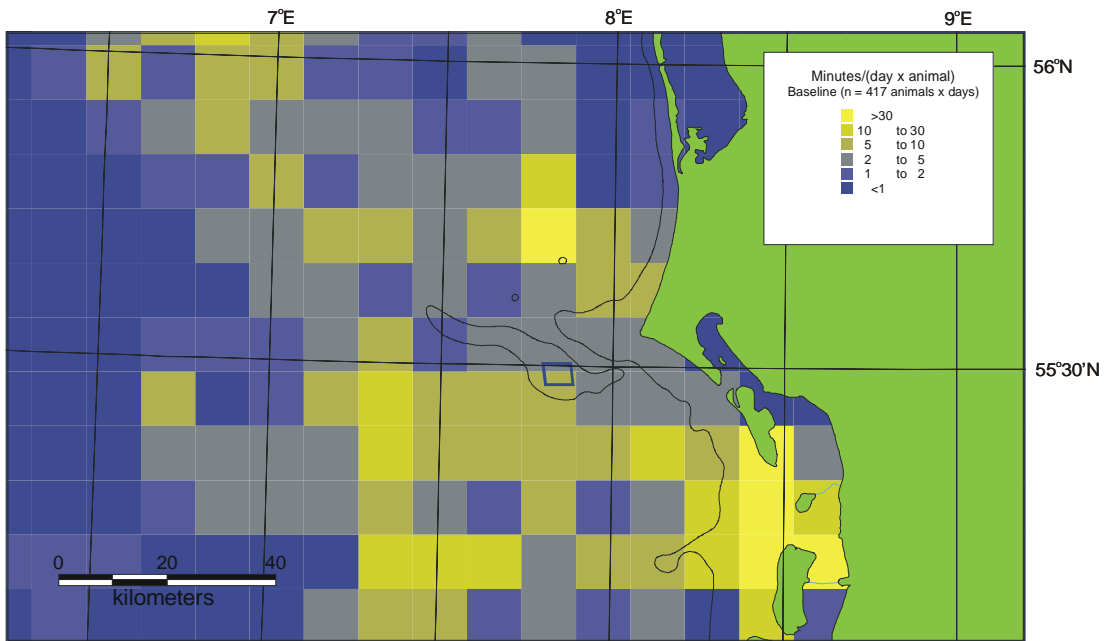 7°E 8°E 9°E
56°N
Minutes/(day x animal)
Baseline (n = 417 animals x days)
>30
10 to 30
5 to 10
2 to 5
1 to 2
<1
55°30'N
0 20 40
kilometers